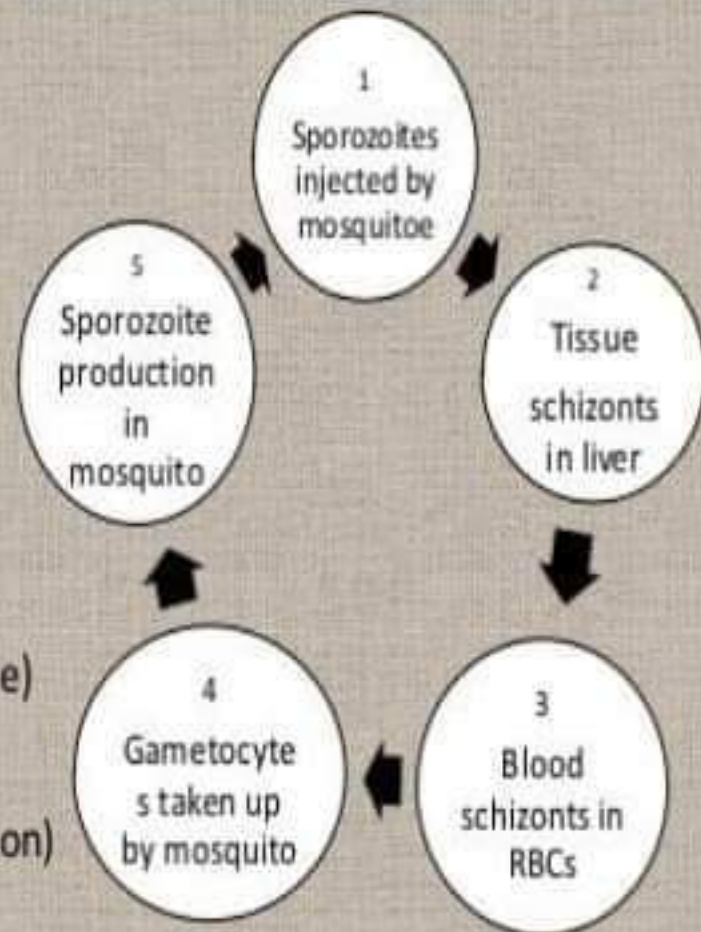 1
Sporozoites
injected by
mosquitoe
2
Tissue
schizonts
in liver
3
Blood
schizonts in
RBCs
4
Gametocyte
s taken up
by mosquito
5
Sporozoite
production
in
mosquito
e)
on)